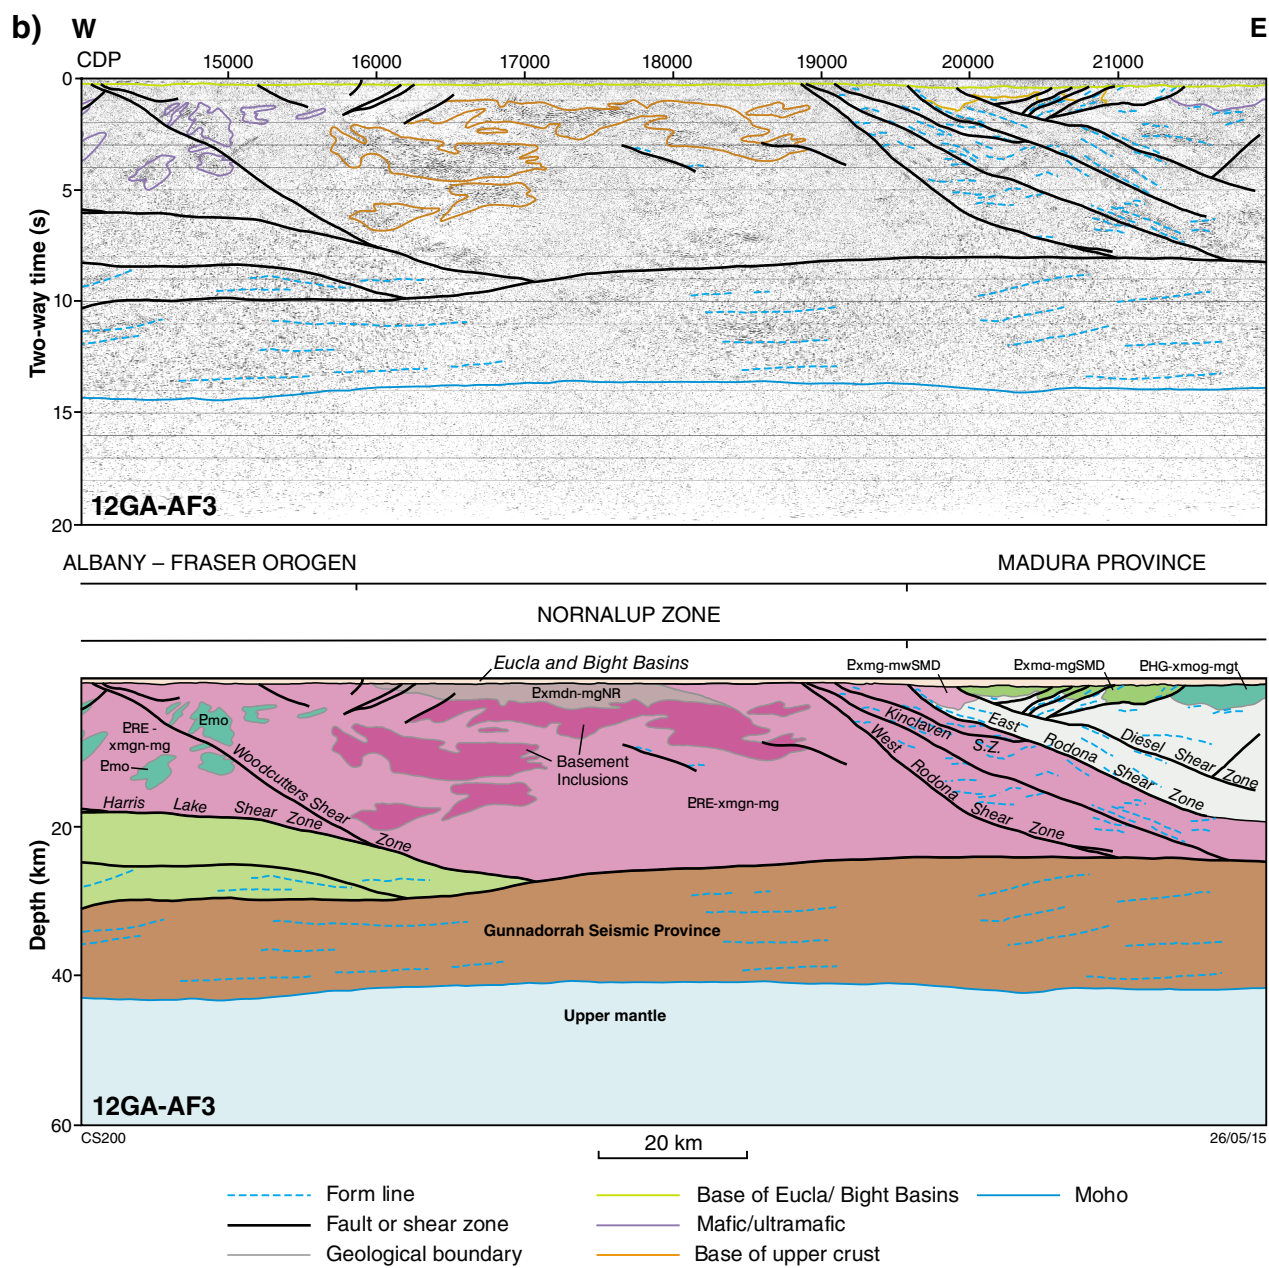 b) W E
CDP 15000 16000 17000 18000 19000 20000 21000
0
5
10
15
20
Two-way time (s)
12GA-AF3
ALBANY – FRASER OROGEN
MADURA PROVINCE
NORNALUP ZONE
Eucla and Bight Basins
Pxmg-mwSMD
Pxmα-mgSMD
PHG-xmog-mgt
Pxmdn-mgNR
PRE -
xmgn-mg
Pmo
Pmo
Basement
Inclusions
PRE-xmgn-mg
Harris Lake Shear Zone
Woodcutters Shear Zone
West Rodona Shear Zone
Kinclaven S.Z.
East Rodona Shear Zone
Diesel Shear Zone
Gunnadorrah Seismic Province
Upper mantle
20
40
60
Depth (km)
12GA-AF3
CS200
26/05/15
20 km
Form line
Fault or shear zone
Geological boundary
Base of Eucla/ Bight Basins
Mafic/ultramafic
Base of upper crust
Moho